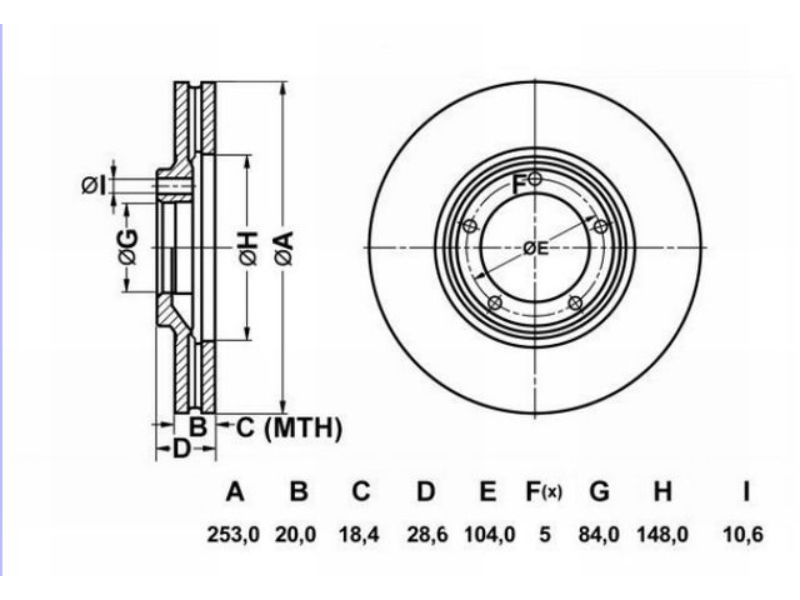 ØI
F
ØG
ØH
ØA
ØE
B
C (MTH)
D
A B C D E F(x) G H I
253,0 20,0 18,4 28,6 104,0 5 84,0 148,0 10,6